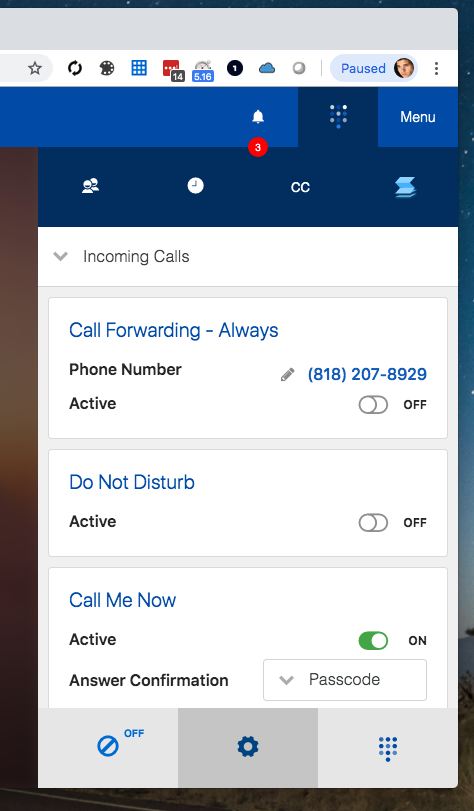 Paused
14
5.16
1
Menu
3
CC
Incoming Calls
Call Forwarding - Always
Phone Number
(818) 207-8929
Active
OFF
Do Not Disturb
Active
OFF
Call Me Now
Active
ON
Answer Confirmation
Passcode
OFF